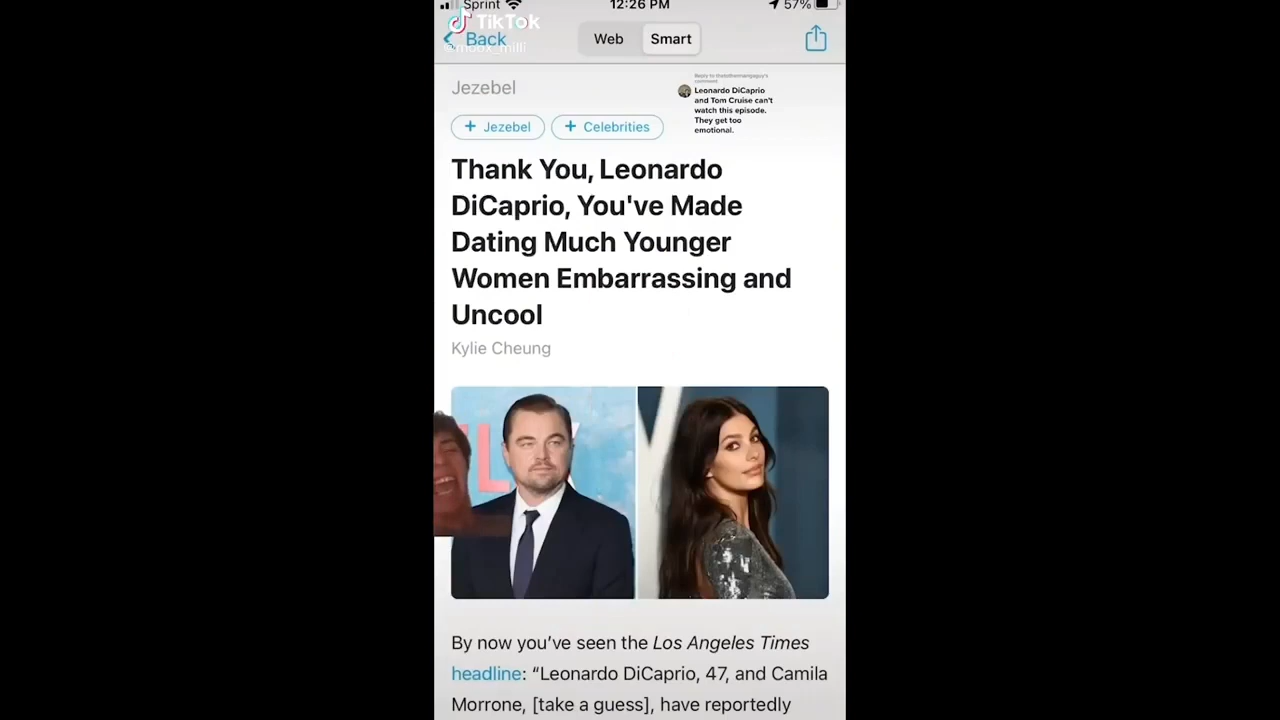 Sprint
12:26 PM
57%
TikTok
Back
Web
Smart
Jezebel
Reply to
comment
Leonardo DiCaprio
and Tom Cruise can't
watch this episode.
They get too
emotional.
+ Jezebel
+ Celebrities
Thank You, Leonardo
DiCaprio, You've Made
Dating Much Younger
Women Embarrassing and
Uncool
Kylie Cheung
By now you've seen the Los Angeles Times
headline: “Leonardo DiCaprio, 47, and Camila
Morrone, [take a guess], have reportedly